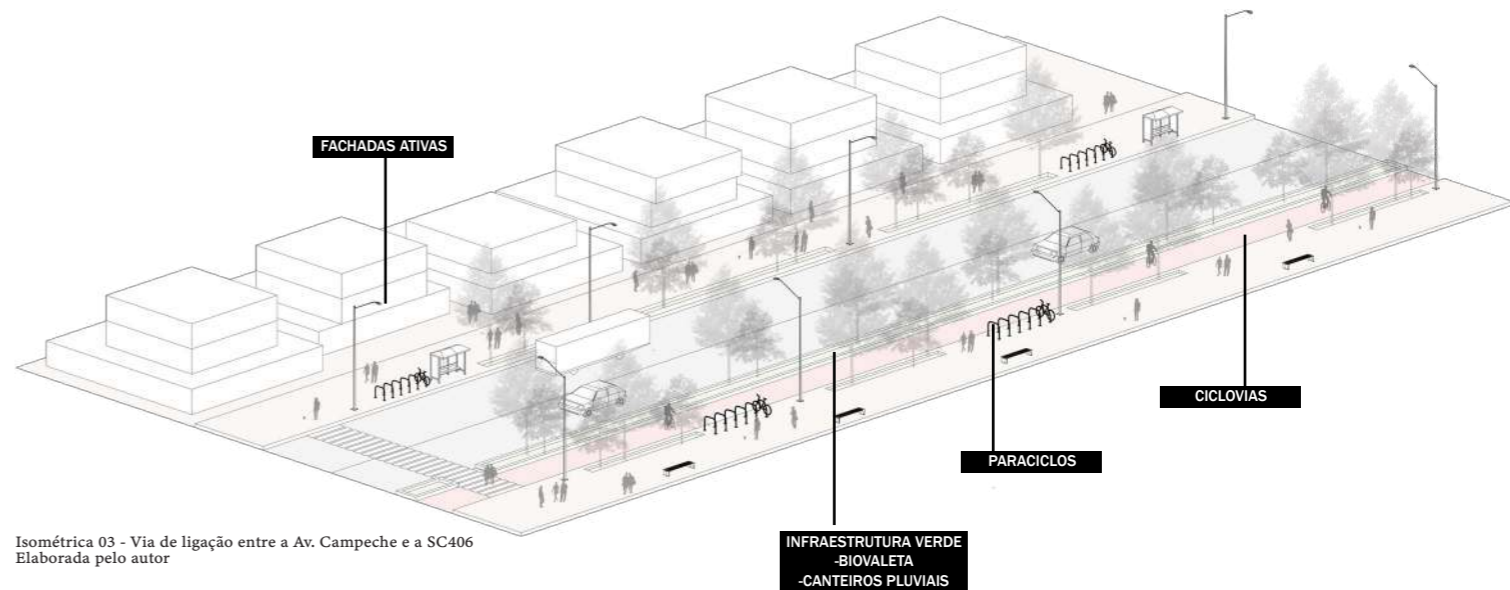 FACHADAS ATIVAS
CICLOVIAS
PARACICLOS
INFRAESTRUTURA VERDE
-BIOVALETA
-CANTEIROS PLUVIAIS
Isométrica 03 - Via de ligação entre a Av. Campeche e a SC406
Elaborada pelo autor